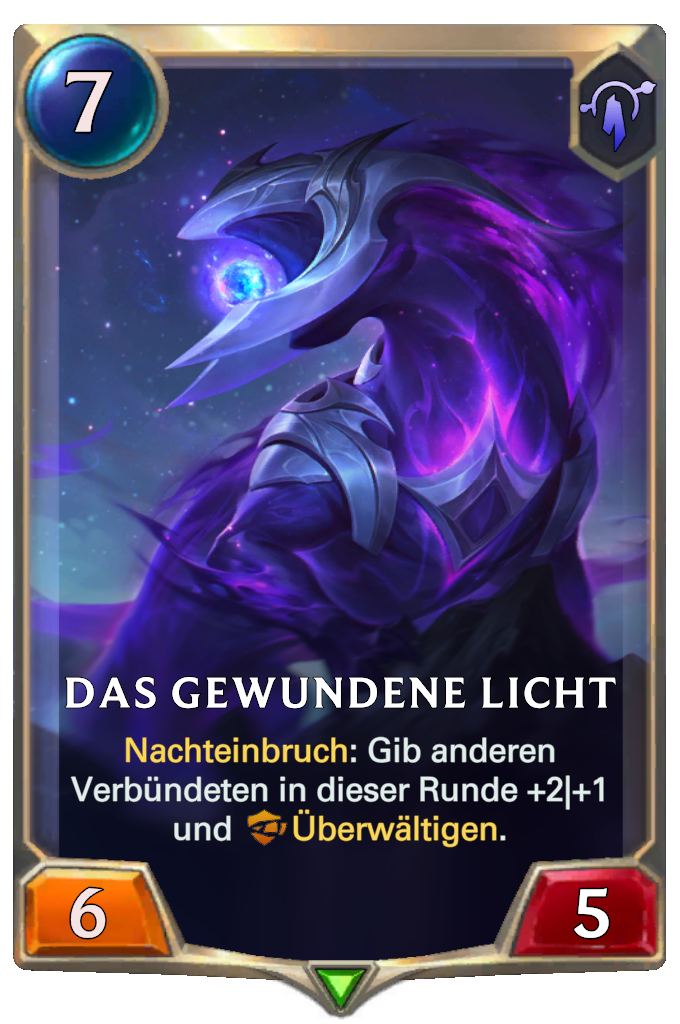 7
DAS GEWUNDENE LICHT
Nachteinbruch: Gib anderen
Verbündeten in dieser Runde +2|+1
und Überwältigen.
6
5